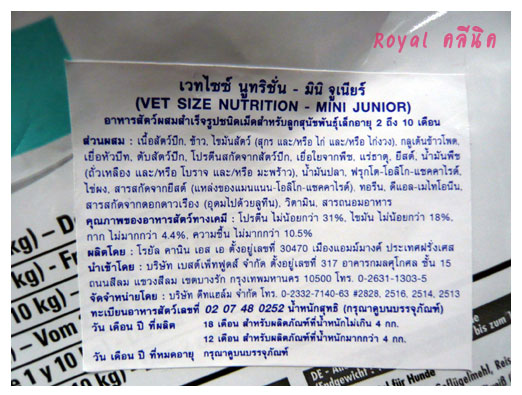 Royal คลีนิค
เวทไซซ์ นูทริชั่น - มินิ จูเนียร์
(VET SIZE NUTRITION - MINI JUNIOR)
อาหารสัตว์ผสมสำเร็จรูปชนิดเม็ดสำหรับลูกสุนัขพันธุ์เล็กอายุ 2 ถึง 10 เดือน
ส่วนผสม : เนื้อสัตว์ปีก, ข้าว, ไขมันสัตว์ (สุกร และ/หรือ ไก่ และ/หรือ ไก่งวง), กลูเต้นข้าวโพด,
เยื่อหัวบีท, ตับสัตว์ปีก, โปรตีนสกัดจากสัตว์ปีก, เยื่อใยจากพืช, แร่ธาตุ, ยีสต์, น้ำมันพืช
(ถั่วเหลือง และ/หรือ โบราจ และ/หรือ มะพร้าว), น้ำมันปลา, ฟรุกโต-โอลิโก-แซคคาไรด์,
ไข่ผง, สารสกัดจากยีสต์ (แหล่งของแมนแนน-โอลิโก-แซคคาไรด์), ทอรีน, ดีแอล-เมไทโอนีน,
สารสกัดจากดอกดาวเรือง (อุดมไปด้วยลูทีน), วิตามิน, สารถนอมอาหาร
คุณภาพของอาหารสัตว์ทางเคมี : โปรตีน ไม่น้อยกว่า 31%, ไขมัน ไม่น้อยกว่า 18%,
กาก ไม่มากกว่า 4.4%, ความชื้น ไม่มากกว่า 10.5%
ผลิตโดย : โรยัล คานิน เอส เอ ตั้งอยู่เลขที่ 30470 เมืองแอมม์มางค์ ประเทศฝรั่งเศส
นำเข้าโดย : บริษัท เบสต์เพ็ทฟูดส์ จำกัด ตั้งอยู่เลขที่ 317 อาคารกมลสุโกศล ชั้น 15
ถนนสีลม แขวงสีลม เขตบางรัก กรุงเทพมหานคร 10500 โทร. 0-2631-1303-5
จัดจำหน่ายโดย : บริษัท ดีทแฮล์ม จำกัด โทร. 0-2332-7140-63 #2828, 2516, 2514, 2513
ทะเบียนอาหารสัตว์เลขที่ 02 07 48 0252 น้ำหนักสุทธิ (กรุณาดูบนบรรจุภัณฑ์)
วัน เดือน ปี ที่ผลิต 18 เดือน สำหรับผลิตภัณฑ์ที่น้ำหนักไม่เกิน 4 กก.
12 เดือน สำหรับผลิตภัณฑ์ที่น้ำหนักมากกว่า 4 กก.
วัน เดือน ปี ที่หมดอายุ กรุณาดูบนบรรจุภัณฑ์